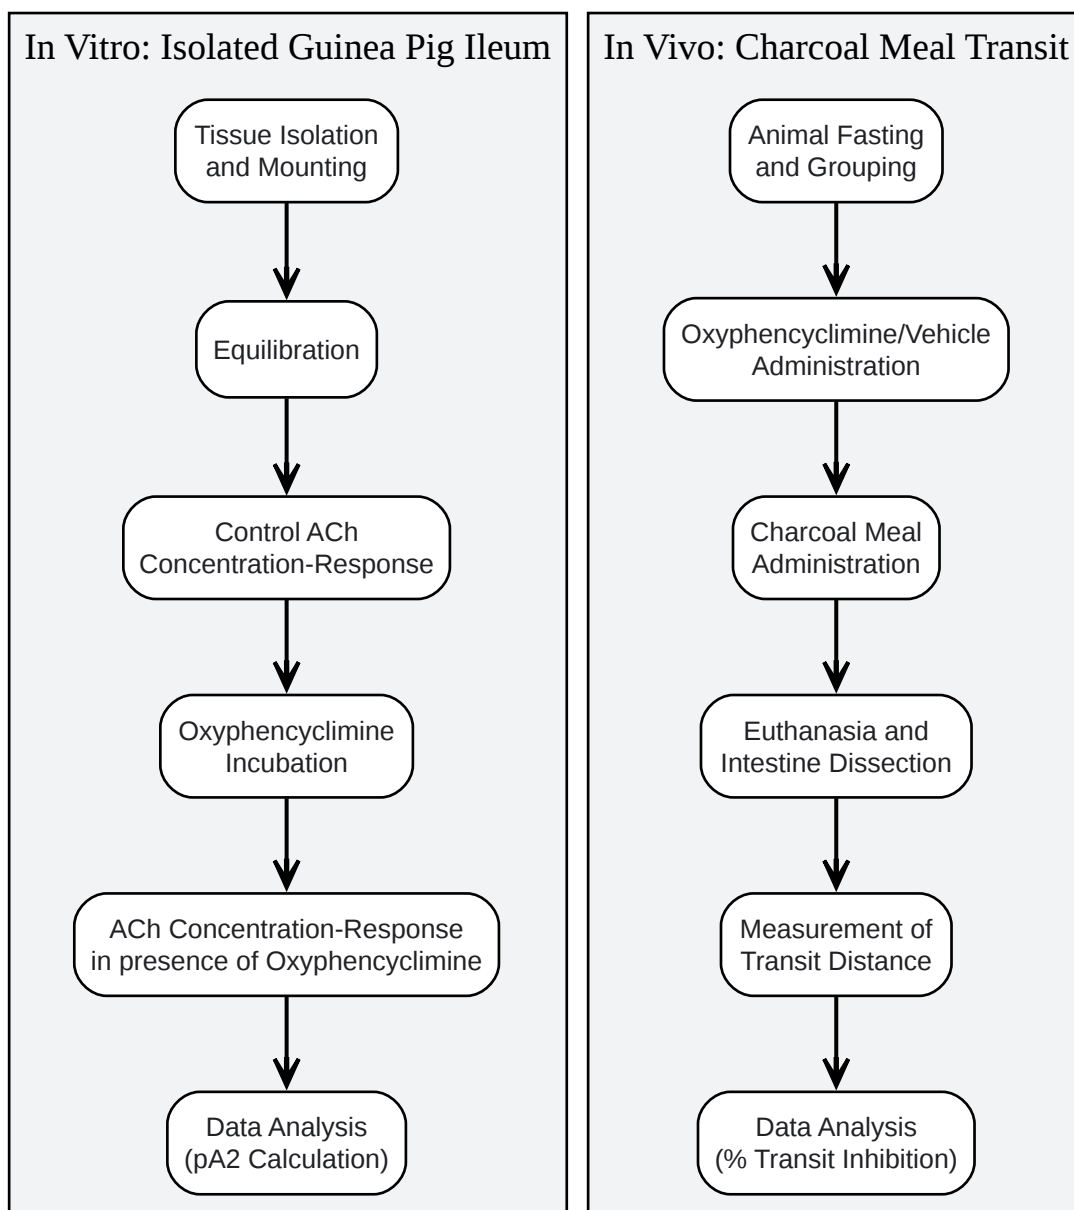 In Vitro: Isolated Guinea Pig Ileum
Tissue Isolation
and Mounting
Equilibration
Control ACh
Concentration-Response
Oxyphencyclimine
Incubation
ACh Concentration-Response
in presence of Oxyphencyclimine
Data Analysis
(pA2 Calculation)
In Vivo: Charcoal Meal Transit
Animal Fasting
and Grouping
Oxyphencyclimine/Vehicle
Administration
Charcoal Meal
Administration
Euthanasia and
Intestine Dissection
Measurement of
Transit Distance
Data Analysis
(% Transit Inhibition)